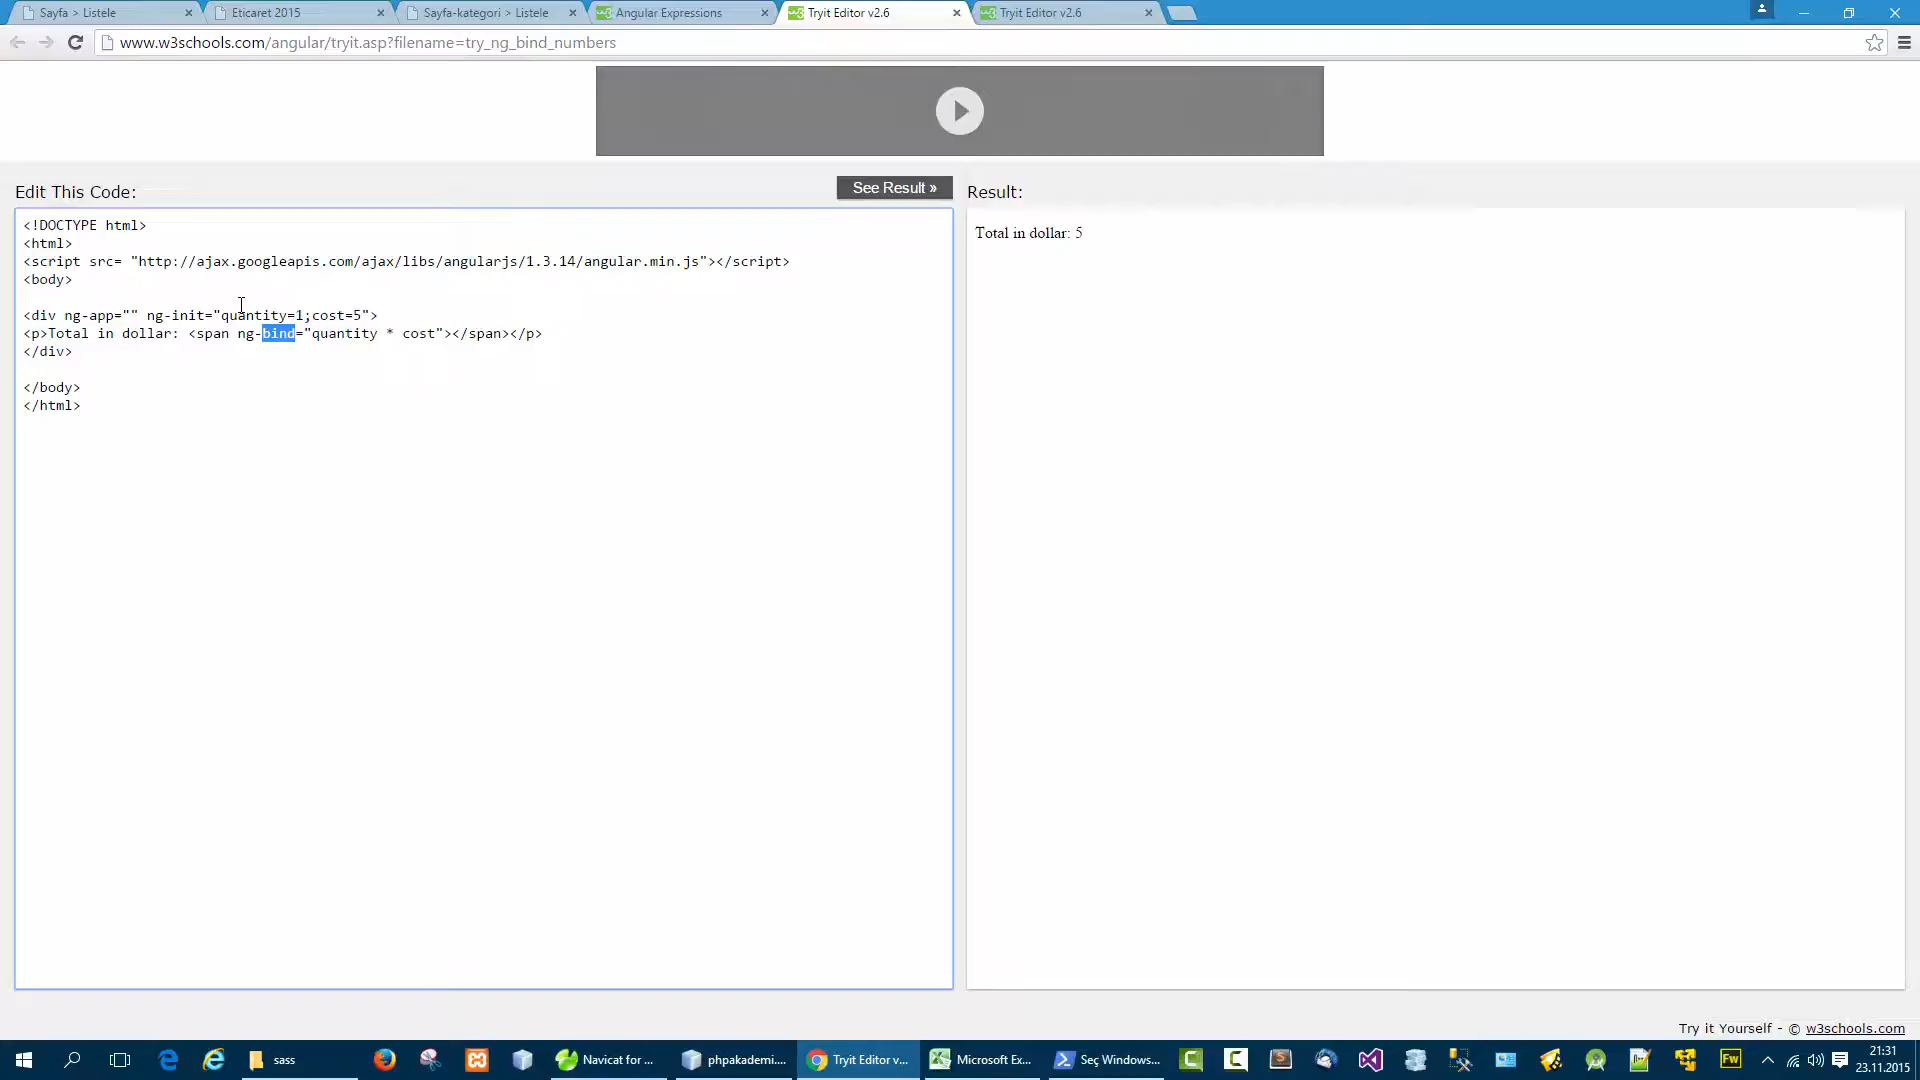 Sayfa > Listele
Eticaret 2015
Sayfa-kategori > Listele
Angular Expressions
Tryit Editor v2.6
Tryit Editor v2.6
www.w3schools.com/angular/tryit.asp?filename=try_ng_bind_numbers
Edit This Code:
See Result »
Result:
<!DOCTYPE html>
<html>
<script src= "http://ajax.googleapis.com/ajax/libs/angularjs/1.3.14/angular.min.js"></script>
<body>
<div ng-app="" ng-init="quantity=1;cost=5">
<p>Total in dollar: <span ng-bind="quantity * cost"></span></p>
</div>
</body>
</html>
Total in dollar: 5
Try it Yourself - © w3schools.com
sass
Navicat for ...
phpakademi....
Tryit Editor v...
Microsoft Ex...
Seç Windows...
Fw
21:31
23.11.2015